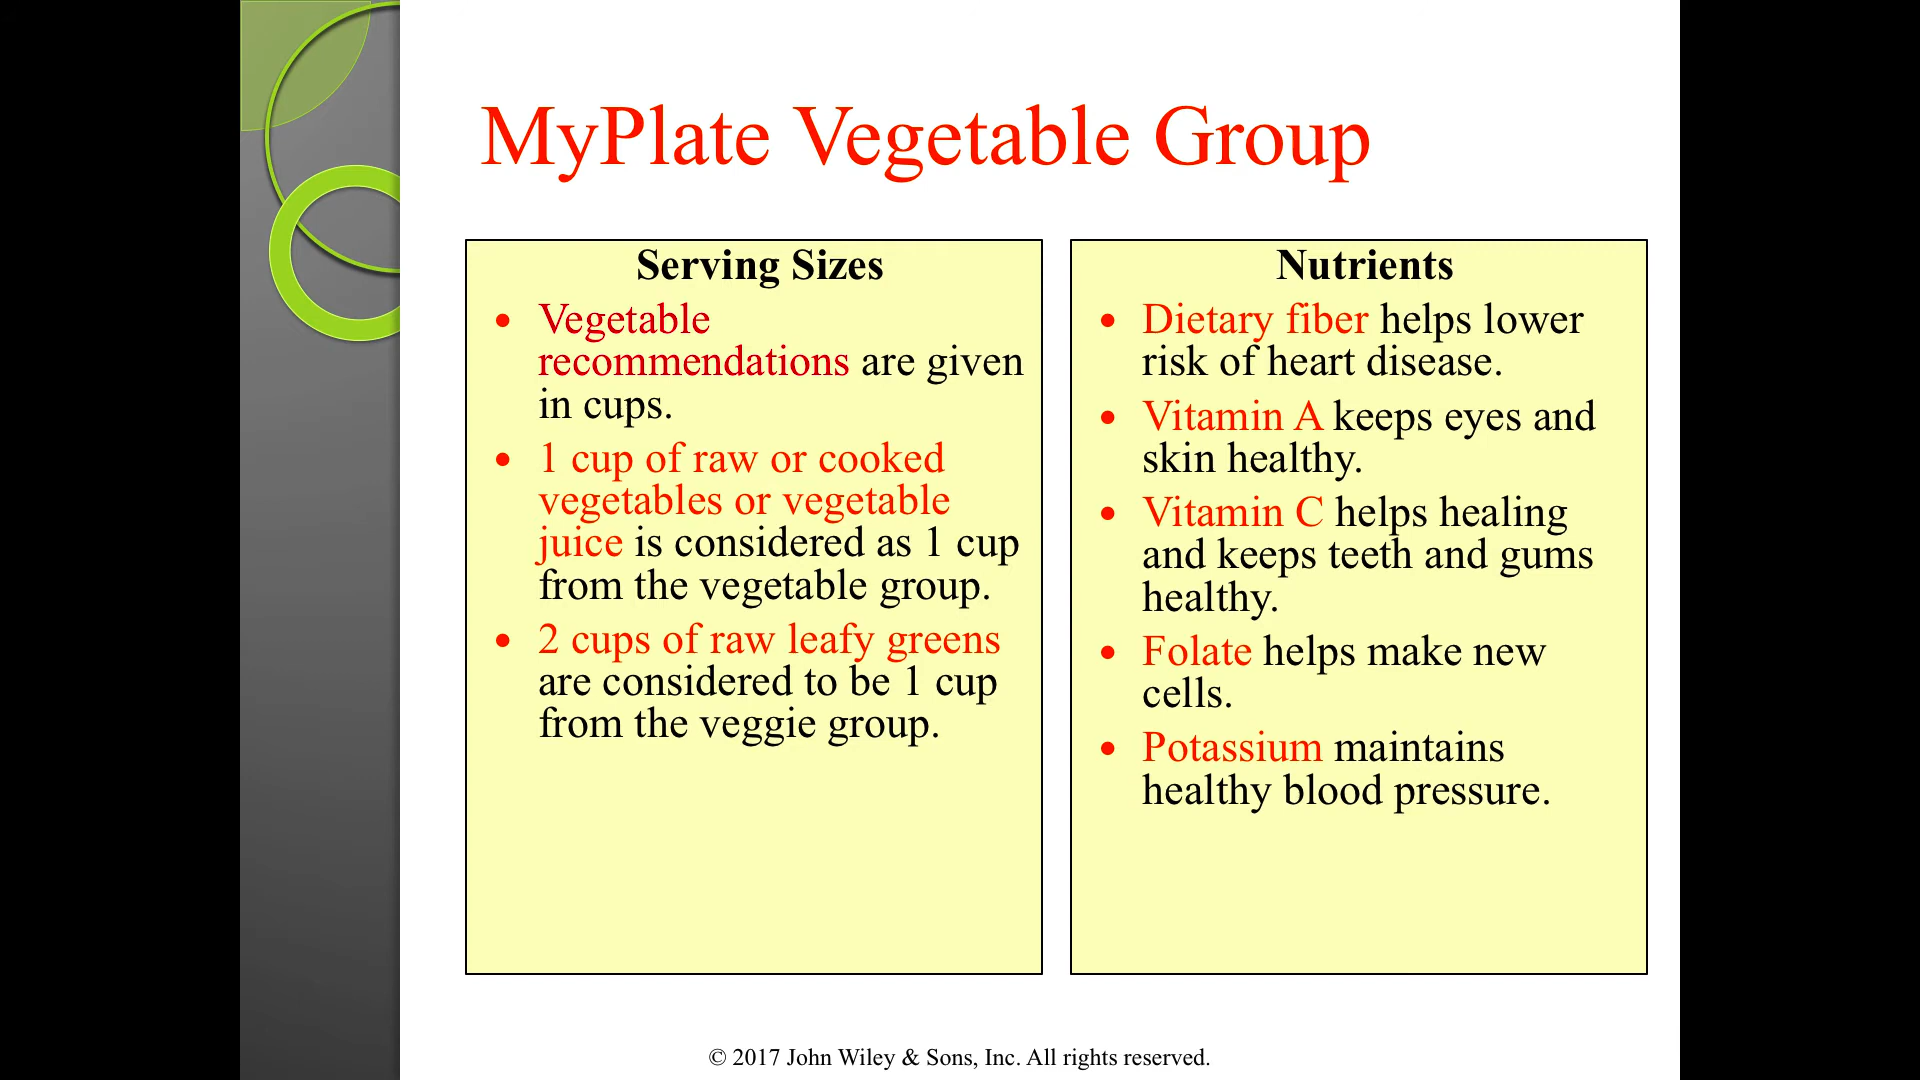 MyPlate Vegetable Group
Serving Sizes
• Vegetable
recommendations are given
in cups.
• 1 cup of raw or cooked
vegetables or vegetable
juice is considered as 1 cup
from the vegetable group.
• 2 cups of raw leafy greens
are considered to be 1 cup
from the veggie group.
Nutrients
• Dietary fiber helps lower
risk of heart disease.
• Vitamin A keeps eyes and
skin healthy.
• Vitamin C helps healing
and keeps teeth and gums
healthy.
• Folate helps make new
cells.
• Potassium maintains
healthy blood pressure.
© 2017 John Wiley & Sons, Inc. All rights reserved.